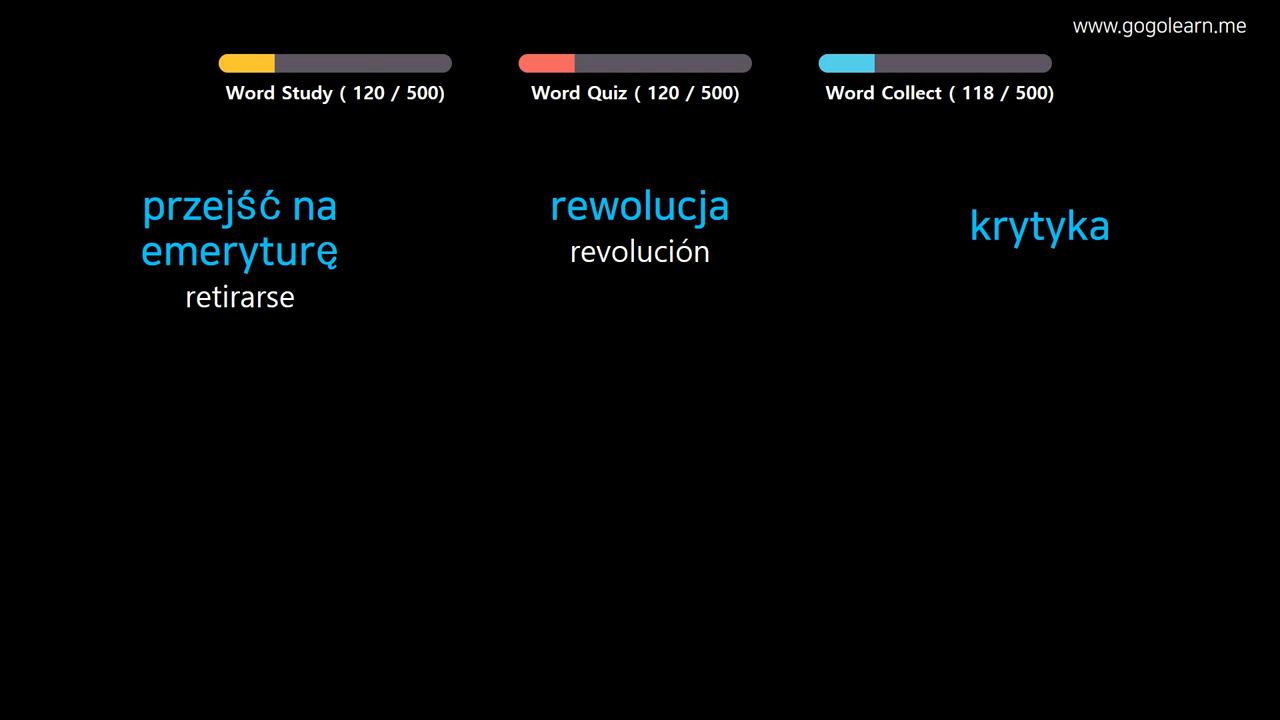 www.gogolearn.me
Word Study ( 120 / 500)
Word Quiz ( 120 / 500)
Word Collect ( 118 / 500)
przejść na
emeryturę
retirarse
rewolucja
revolución
krytyka